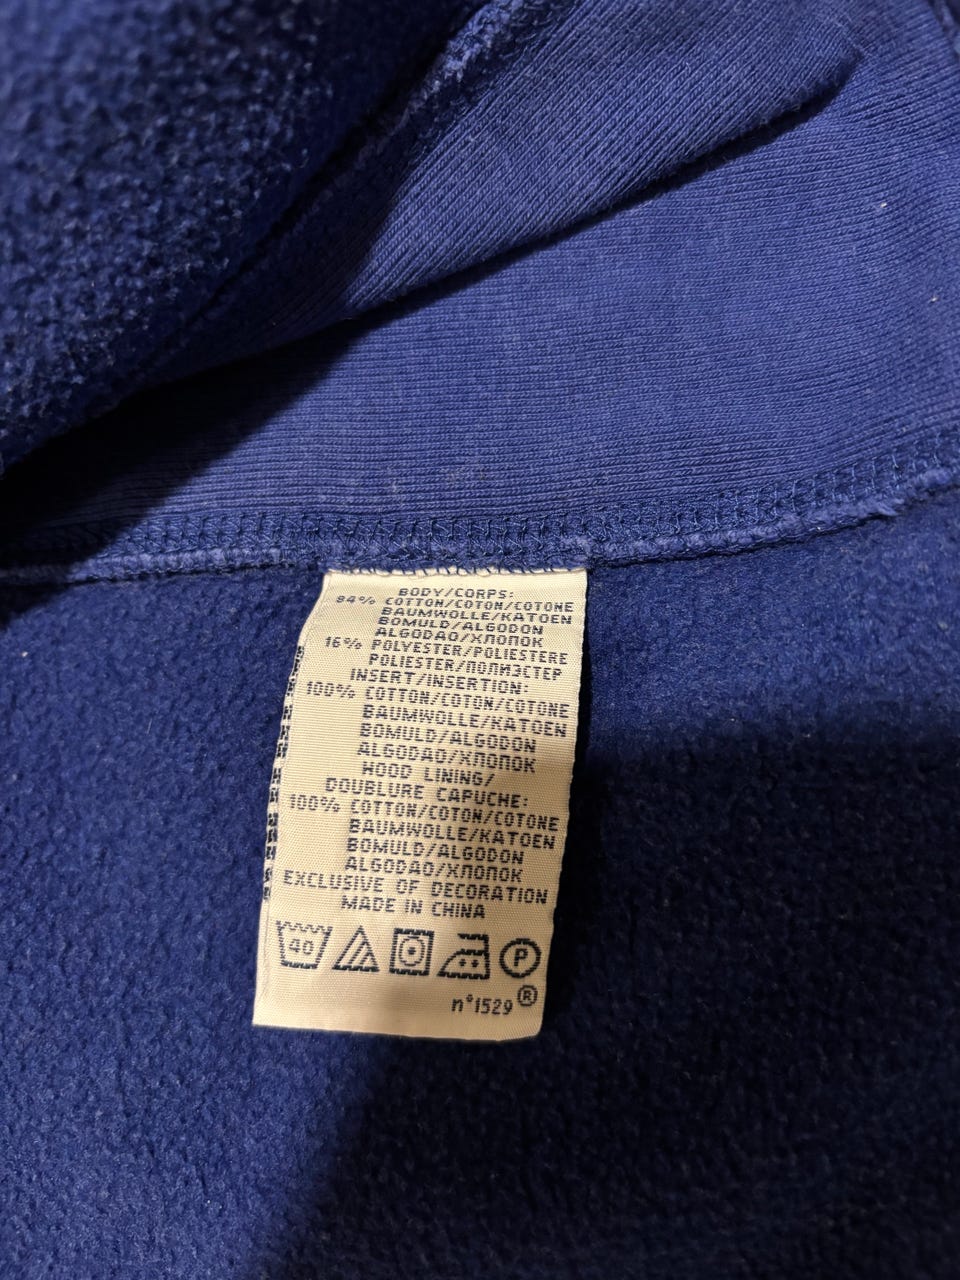 BODY/CORPS:
84% COTTON/COTON/COTONE
BAUMWOLLE/KATOEN
BOMULD/ALGODON
ALGODAO/ХЛОПОК
16% POLYESTER/POLIESTERE
POLIESTER/ПОЛИЭСТЕР
INSERT/INSERTION:
100% COTTON/COTON/COTONE
BAUMWOLLE/KATOEN
BOMULD/ALGODON
ALGODAO/ХЛОПОК
HOOD LINING/
DOUBLURE CAPUCHE:
100% COTTON/COTON/COTONE
BAUMWOLLE/KATOEN
BOMULD/ALGODON
ALGODAO/ХЛОПОК
EXCLUSIVE OF DECORATION
MADE IN CHINA
40 P
n°1529 ®